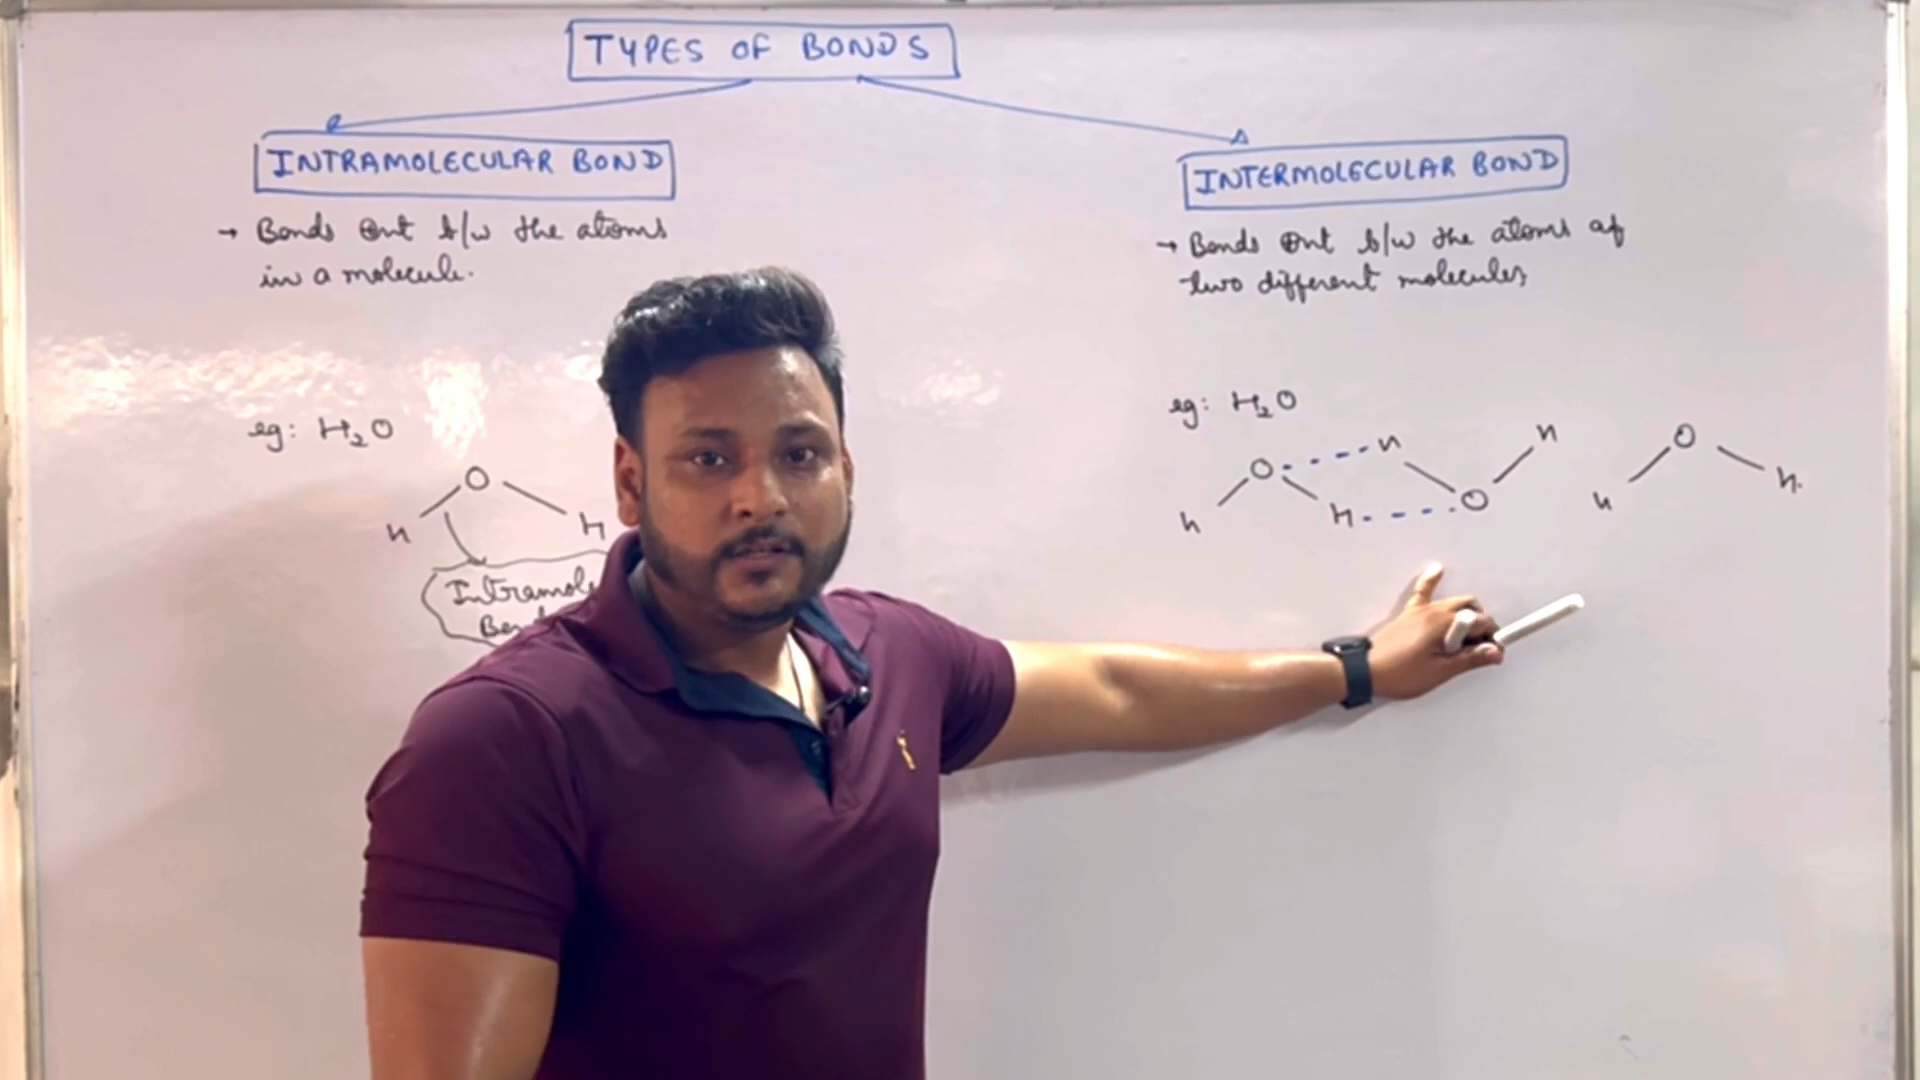 TYPES OF BONDS
INTRAMOLECULAR BOND
→ Bonds b/w the atoms
in a molecule.
eg: H₂O
O
H H
Intramol
INTERMOLECULAR BOND
→ Bonds b/w the atoms of
two different molecules
eg: H₂O
H H O
O O
H H H H